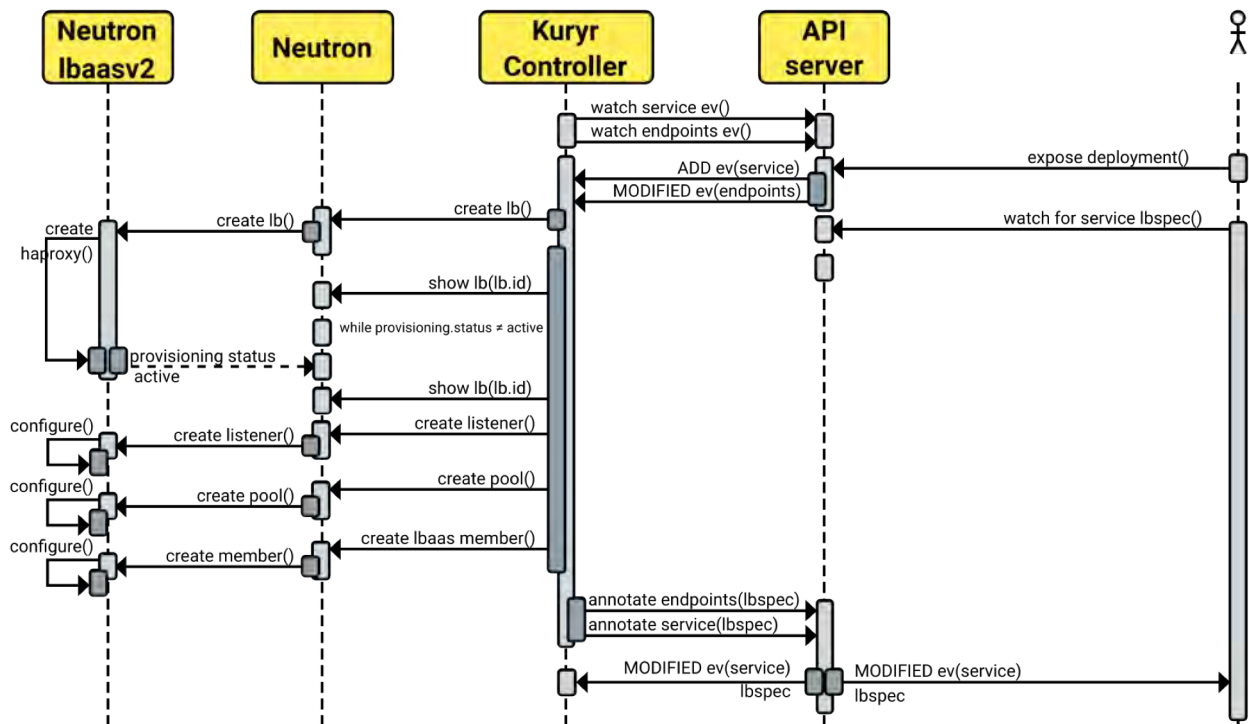 Neutron
lbaasv2
Neutron
Kuryr
Controller
API
server
watch service ev()
watch endpoints ev()
expose deployment()
ADD ev(service)
MODIFIED ev(endpoints)
create lb()
watch for service lbspec()
create lb()
create
haproxy()
show lb(lb.id)
while provisioning.status ≠ active
provisioning status
active
show lb(lb.id)
create listener()
configure()
create listener()
create pool()
configure()
create pool()
create lbaas member()
configure()
create member()
annotate endpoints(lbspec)
annotate service(lbspec)
MODIFIED ev(service)
lbspec
MODIFIED ev(service)
lbspec